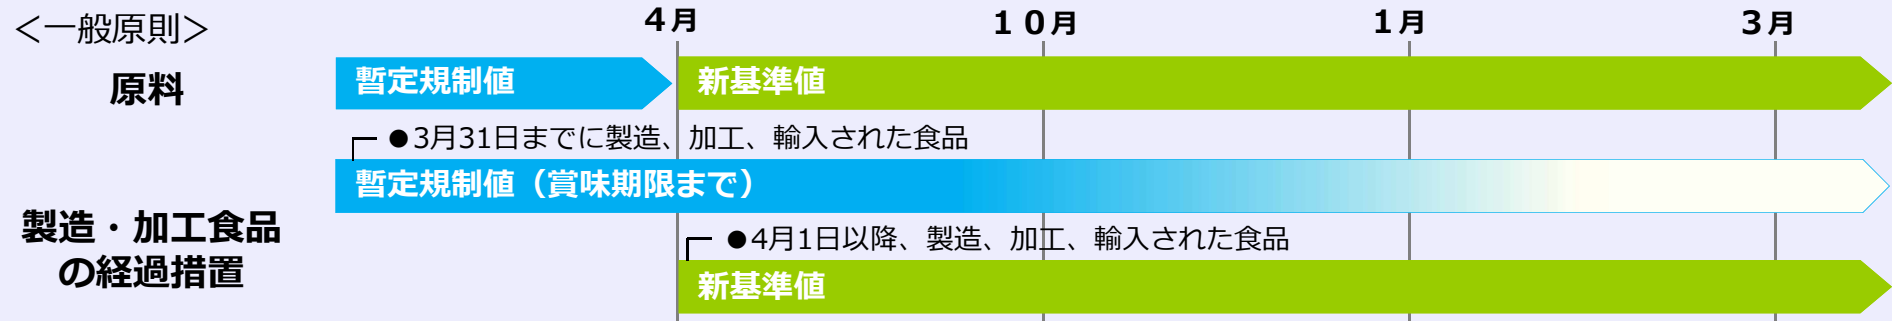 ＜一般原則＞
４月 １０月 １月 ３月
原料
暫定規制値 新基準値
●3月31日までに製造、加工、輸入された食品
暫定規制値（賞味期限まで）
製造・加工食品
の経過措置
●4月1日以降、製造、加工、輸入された食品
新基準値